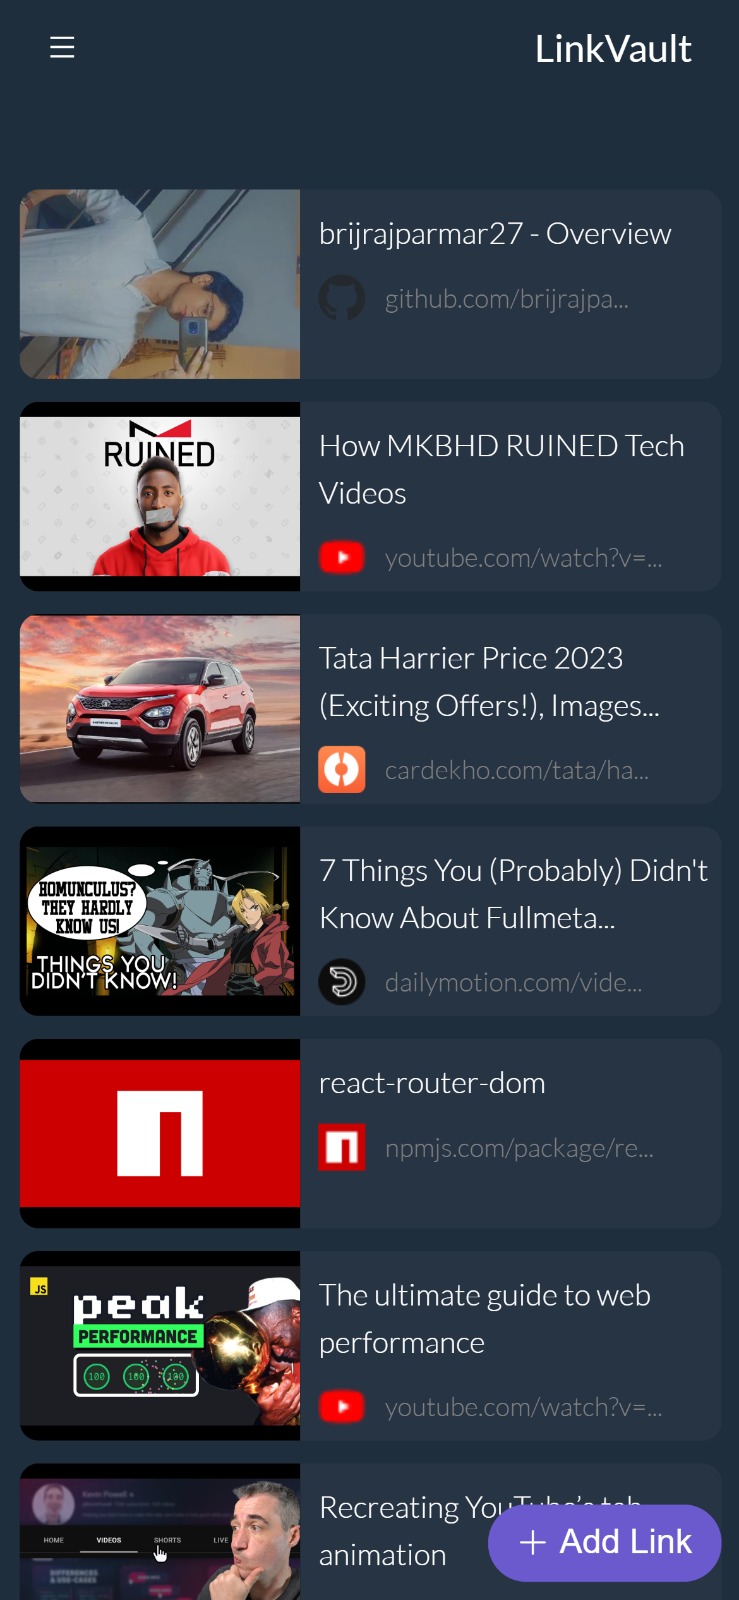 LinkVault
brijrajparmar27 - Overview
github.com/brijrajpa...
RUINED
How MKBHD RUINED Tech
Videos
youtube.com/watch?v=...
Tata Harrier Price 2023
(Exciting Offers!), Images...
cardekho.com/tata/ha...
HOMUNCULUS?
THEY HARDLY
KNOW US!
THINGS YOU
DIDN'T KNOW!
7 Things You (Probably) Didn't
Know About Fullmeta...
dailymotion.com/vide...
react-router-dom
npmjs.com/package/re...
JS
peak
PERFORMANCE
100 100 100
The ultimate guide to web
performance
youtube.com/watch?v=...
Kevin Powell
HOME VIDEOS SHORTS LIVE
Recreating YouTube's tab
animation
+ Add Link